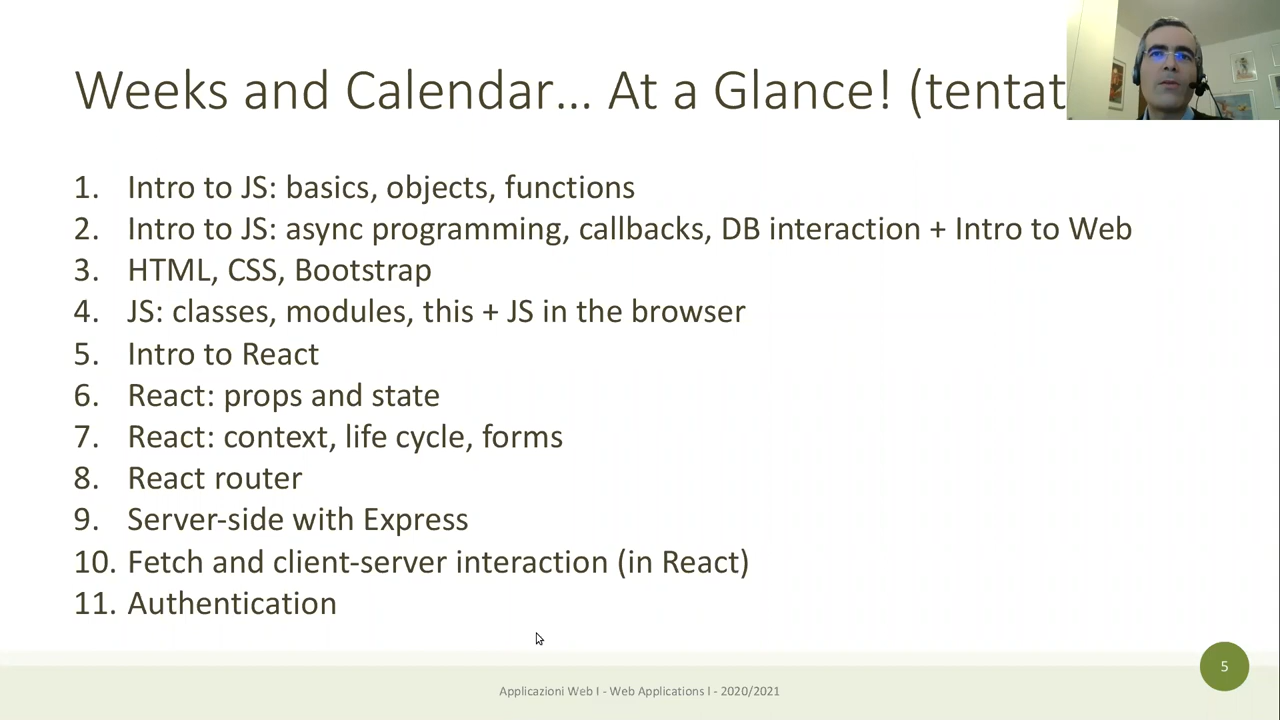 Weeks and Calendar... At a Glance! (tentat
1. Intro to JS: basics, objects, functions
2. Intro to JS: async programming, callbacks, DB interaction + Intro to Web
3. HTML, CSS, Bootstrap
4. JS: classes, modules, this + JS in the browser
5. Intro to React
6. React: props and state
7. React: context, life cycle, forms
8. React router
9. Server-side with Express
10. Fetch and client-server interaction (in React)
11. Authentication
5
Applicazioni Web I - Web Applications I - 2020/2021